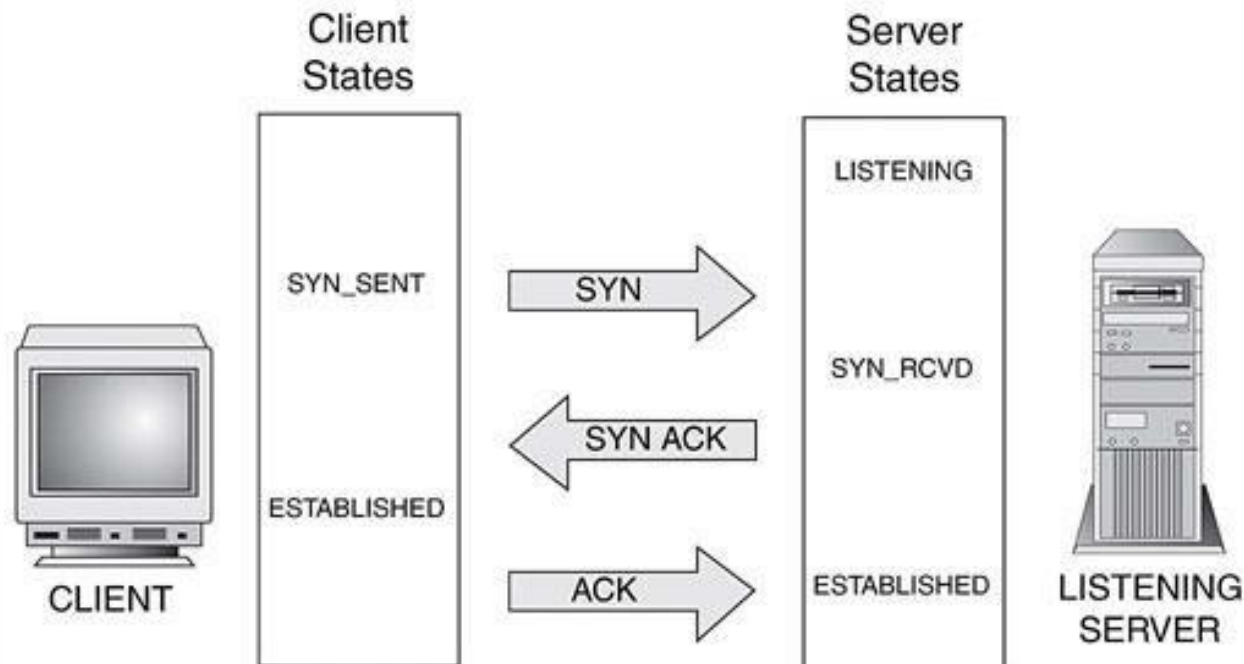 Client
States
Server
States
LISTENING
SYN_SENT
SYN
SYN_RCVD
SYN ACK
ESTABLISHED
ACK
ESTABLISHED
CLIENT
LISTENING
SERVER